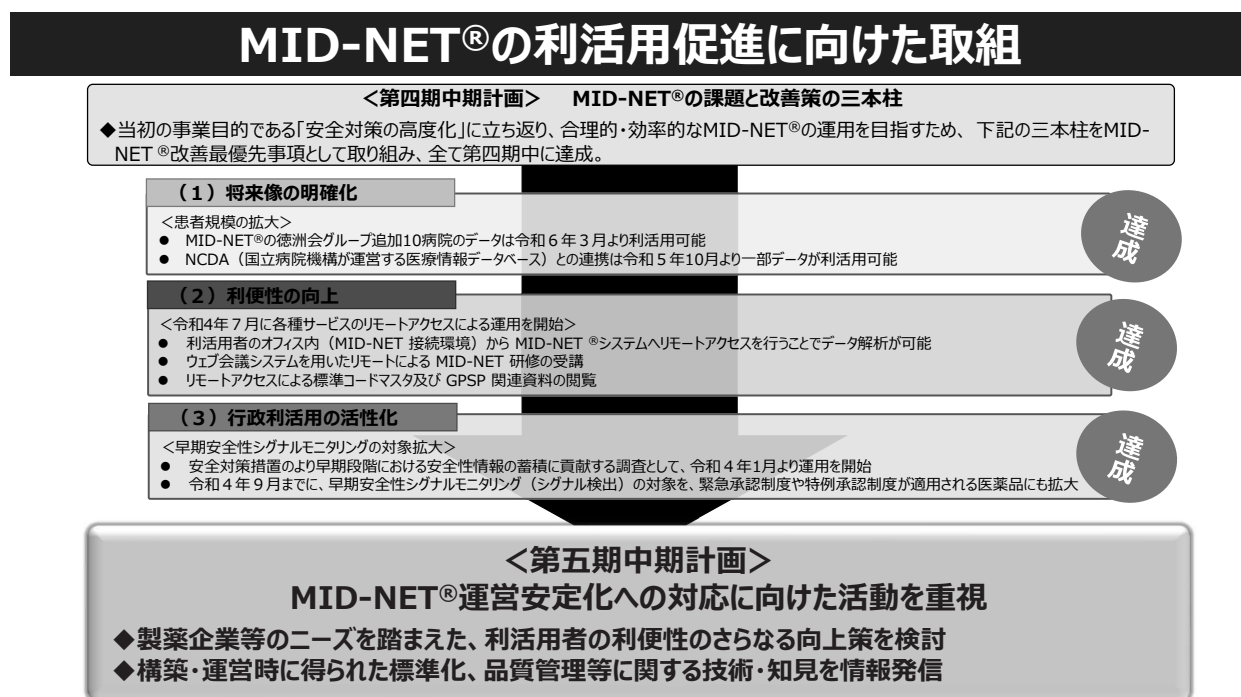 MID-NET®の利活用促進に向けた取組
＜第四期中期計画＞　MID-NET®の課題と改善策の三本柱
◆当初の事業目的である「安全対策の高度化」に立ち返り、合理的・効率的なMID-NET®の運用を目指すため、 下記の三本柱をMID-
NET ®改善最優先事項として取り組み、全て第四期中に達成。
（１）将来像の明確化
＜患者規模の拡大＞
● MID-NET®の徳洲会グループ追加10病院のデータは令和６年３月より利活用可能
● NCDA（国立病院機構が運営する医療情報データベース）との連携は令和５年10月より一部データが利活用可能
達成
（２）利便性の向上
＜令和4年７月に各種サービスのリモートアクセスによる運用を開始＞
● 利活用者のオフィス内（MID-NET 接続環境）から MID-NET ®システムへリモートアクセスを行うことでデータ解析が可能
● ウェブ会議システムを用いたリモートによる MID-NET 研修の受講
● リモートアクセスによる標準コードマスタ及び GPSP 関連資料の閲覧
達成
（３）行政利活用の活性化
＜早期安全性シグナルモニタリングの対象拡大＞
● 安全対策措置のより早期段階における安全性情報の蓄積に貢献する調査として、令和４年1月より運用を開始
● 令和４年９月までに、早期安全性シグナルモニタリング（シグナル検出）の対象を、緊急承認制度や特例承認制度が適用される医薬品にも拡大
達成
＜第五期中期計画＞
MID-NET®運営安定化への対応に向けた活動を重視
◆製薬企業等のニーズを踏まえた、利活用者の利便性のさらなる向上策を検討
◆構築・運営時に得られた標準化、品質管理等に関する技術・知見を情報発信